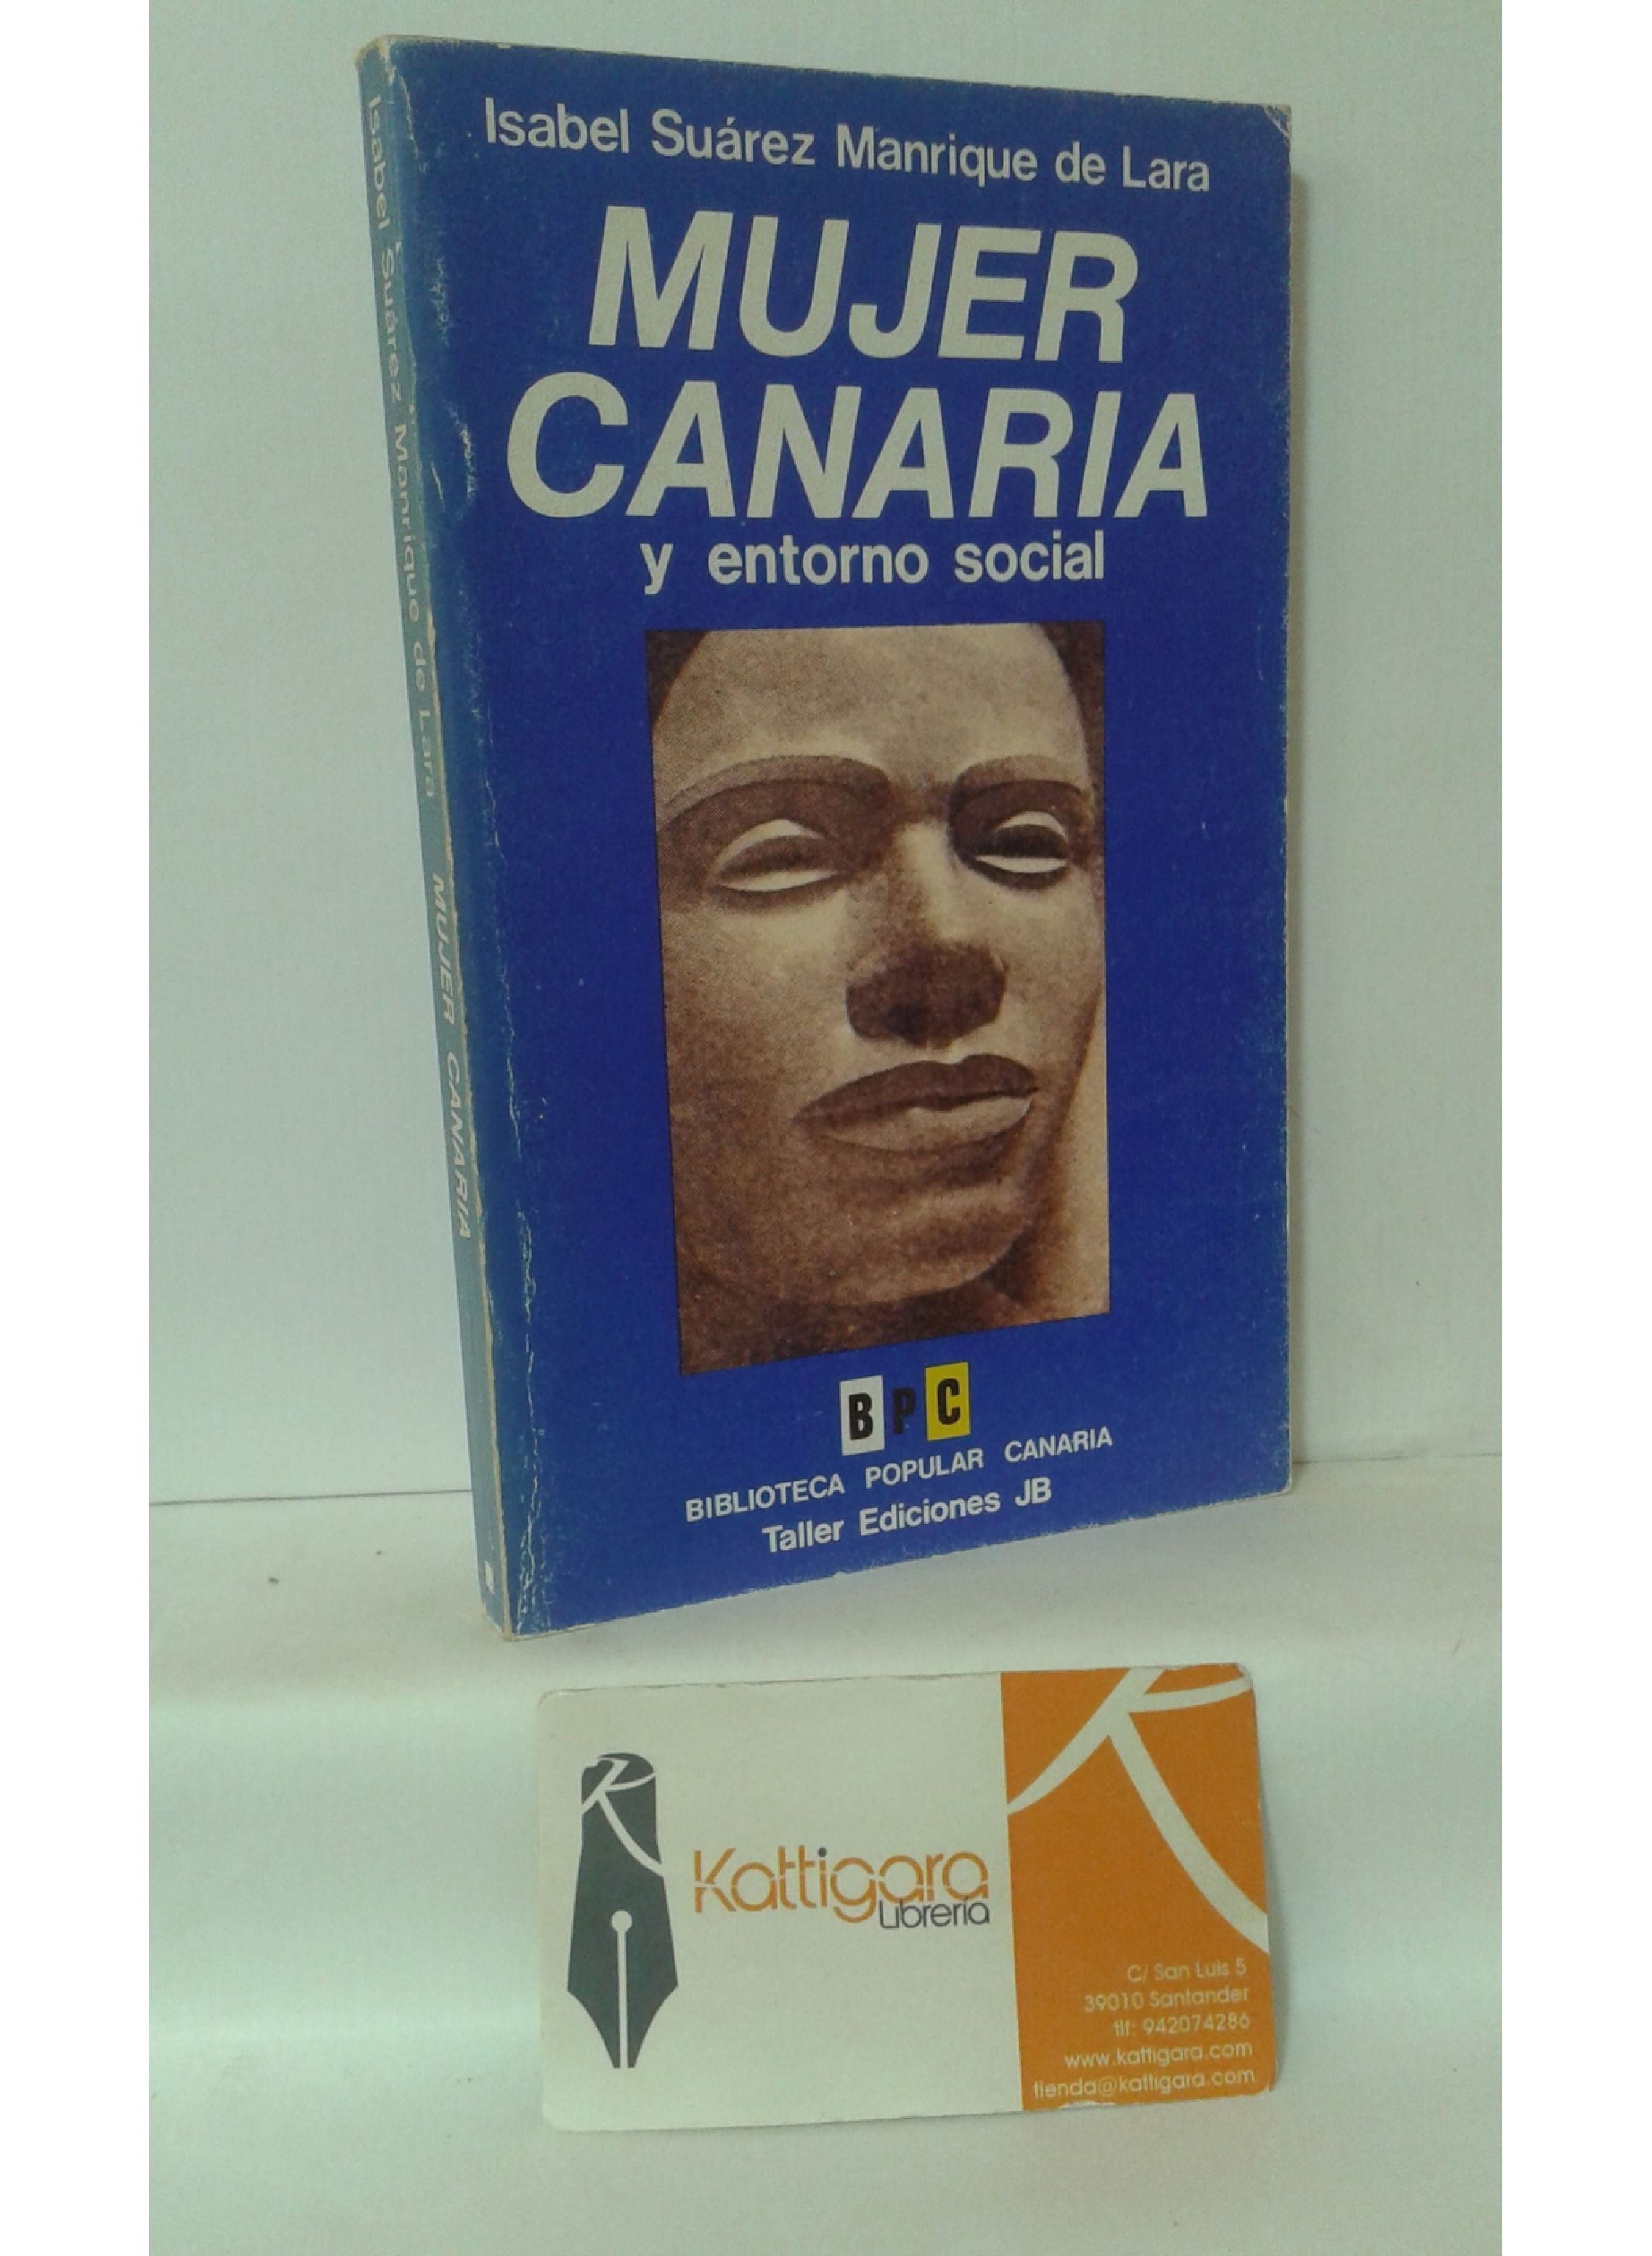 Isabel Suárez Manrique de Lara
MUJER
CANARIA
y entorno social
BPC
BIBLIOTECA POPULAR CANARIA
Taller Ediciones JB
Isabel Suárez Manrique de Lara MUJER CANARIA
Kattigara
Librería
C/ San Luis 5
39010 Santander
tlf: 942074286
www.kattigara.com
tienda@kattigara.com